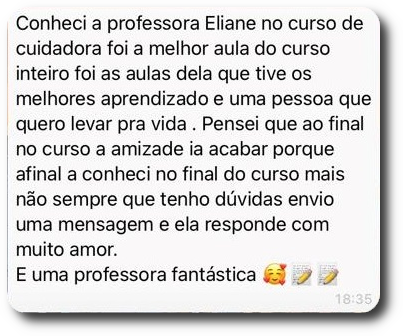 Conheci a professora Eliane no curso de
cuidadora foi a melhor aula do curso
inteiro foi as aulas dela que tive os
melhores aprendizado e uma pessoa que
quero levar pra vida . Pensei que ao final
no curso a amizade ia acabar porque
afinal a conheci no final do curso mais
não sempre que tenho dúvidas envio
uma mensagem e ela responde com
muito amor.
E uma professora fantástica 🥰📝📝
18:35